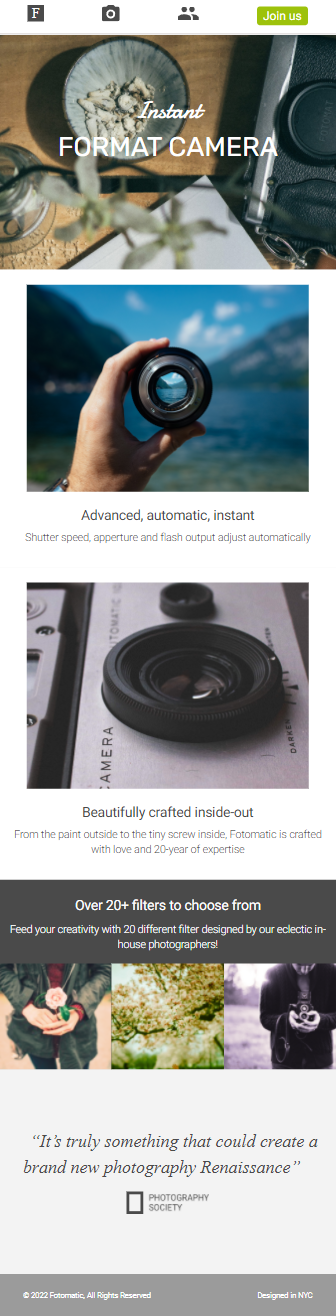 F
Join us
Instant
FORMAT CAMERA
Advanced, automatic, instant
Shutter speed, apperture and flash output adjust automatically
CAMERA
DARKER
Beautifully crafted inside-out
From the paint outside to the tiny screw inside, Fotomatic is crafted
with love and 20-year of expertise
Over 20+ filters to choose from
Feed your creativity with 20 different filter designed by our eclectic in-
house photographers!
“It’s truly something that could create a
brand new photography Renaissance”
PHOTOGRAPHY
SOCIETY
© 2022 Fotomatic, All Rights Reserved
Designed in NYC